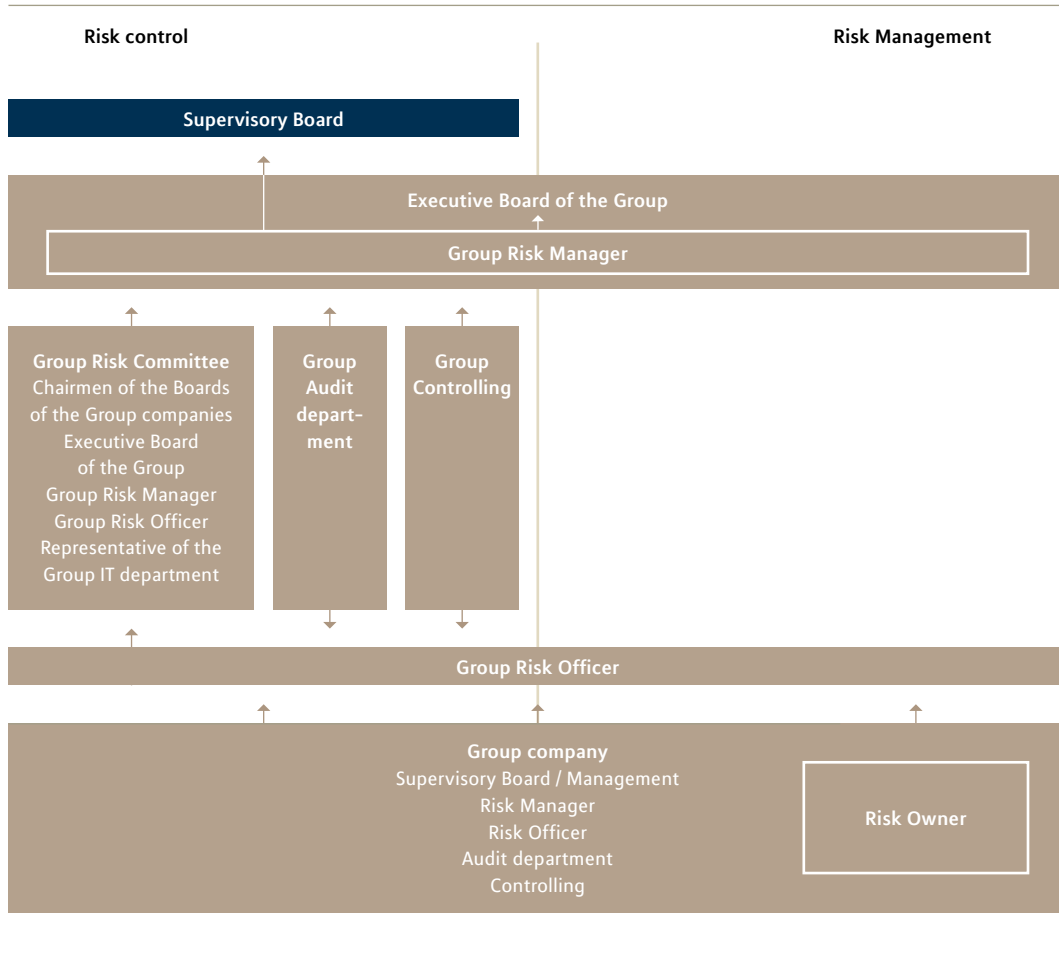 Risk control
Risk Management
Supervisory Board
Executive Board of the Group
Group Risk Manager
Group Risk Committee
Chairmen of the Boards
of the Group companies
Executive Board
of the Group
Group Risk Manager
Group Risk Officer
Representative of the
Group IT department
Group
Audit
depart-
ment
Group
Controlling
Group Risk Officer
Group company
Supervisory Board / Management
Risk Manager
Risk Officer
Audit department
Controlling
Risk Owner